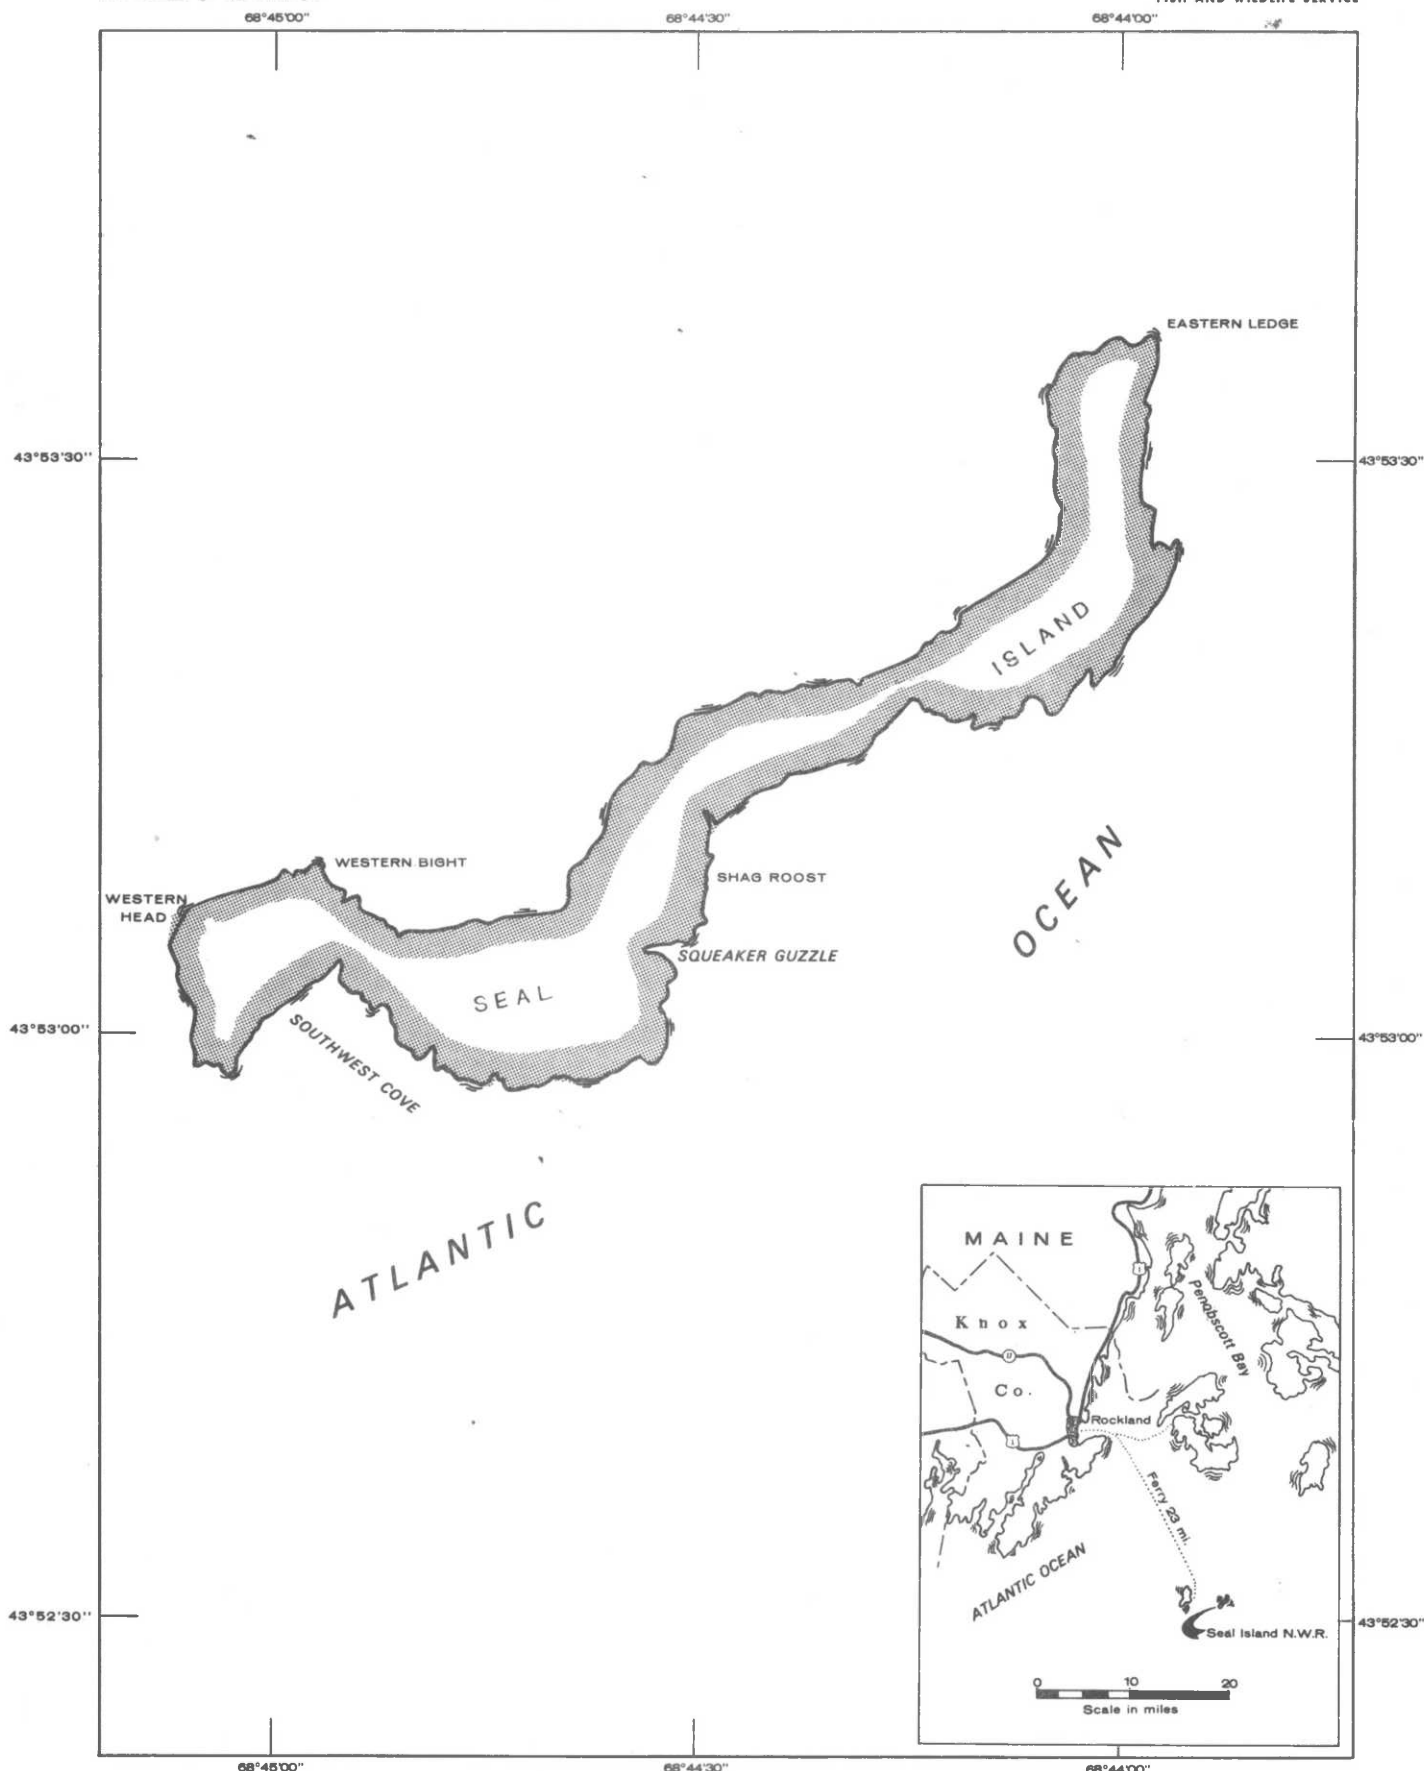 FISH AND WILDLIFE SERVICE
68°45'00"
68°44'30"
68°44'00"
EASTERN LEDGE
43°53'30"
43°53'30"
ISLAND
OCEAN
WESTERN BIGHT
SHAG ROOST
WESTERN
HEAD
SQUEAKER GUZZLE
SEAL
43°53'00"
43°53'00"
SOUTHWEST COVE
ATLANTIC
MAINE
1
Penobscott Bay
Knox
17
Co.
Rockland
1
Ferry 23 mi.
ATLANTIC OCEAN
43°52'30"
43°52'30"
Seal Island N.W.R.
0 10 20
Scale in miles
68°45'00"
68°44'30"
68°44'00"